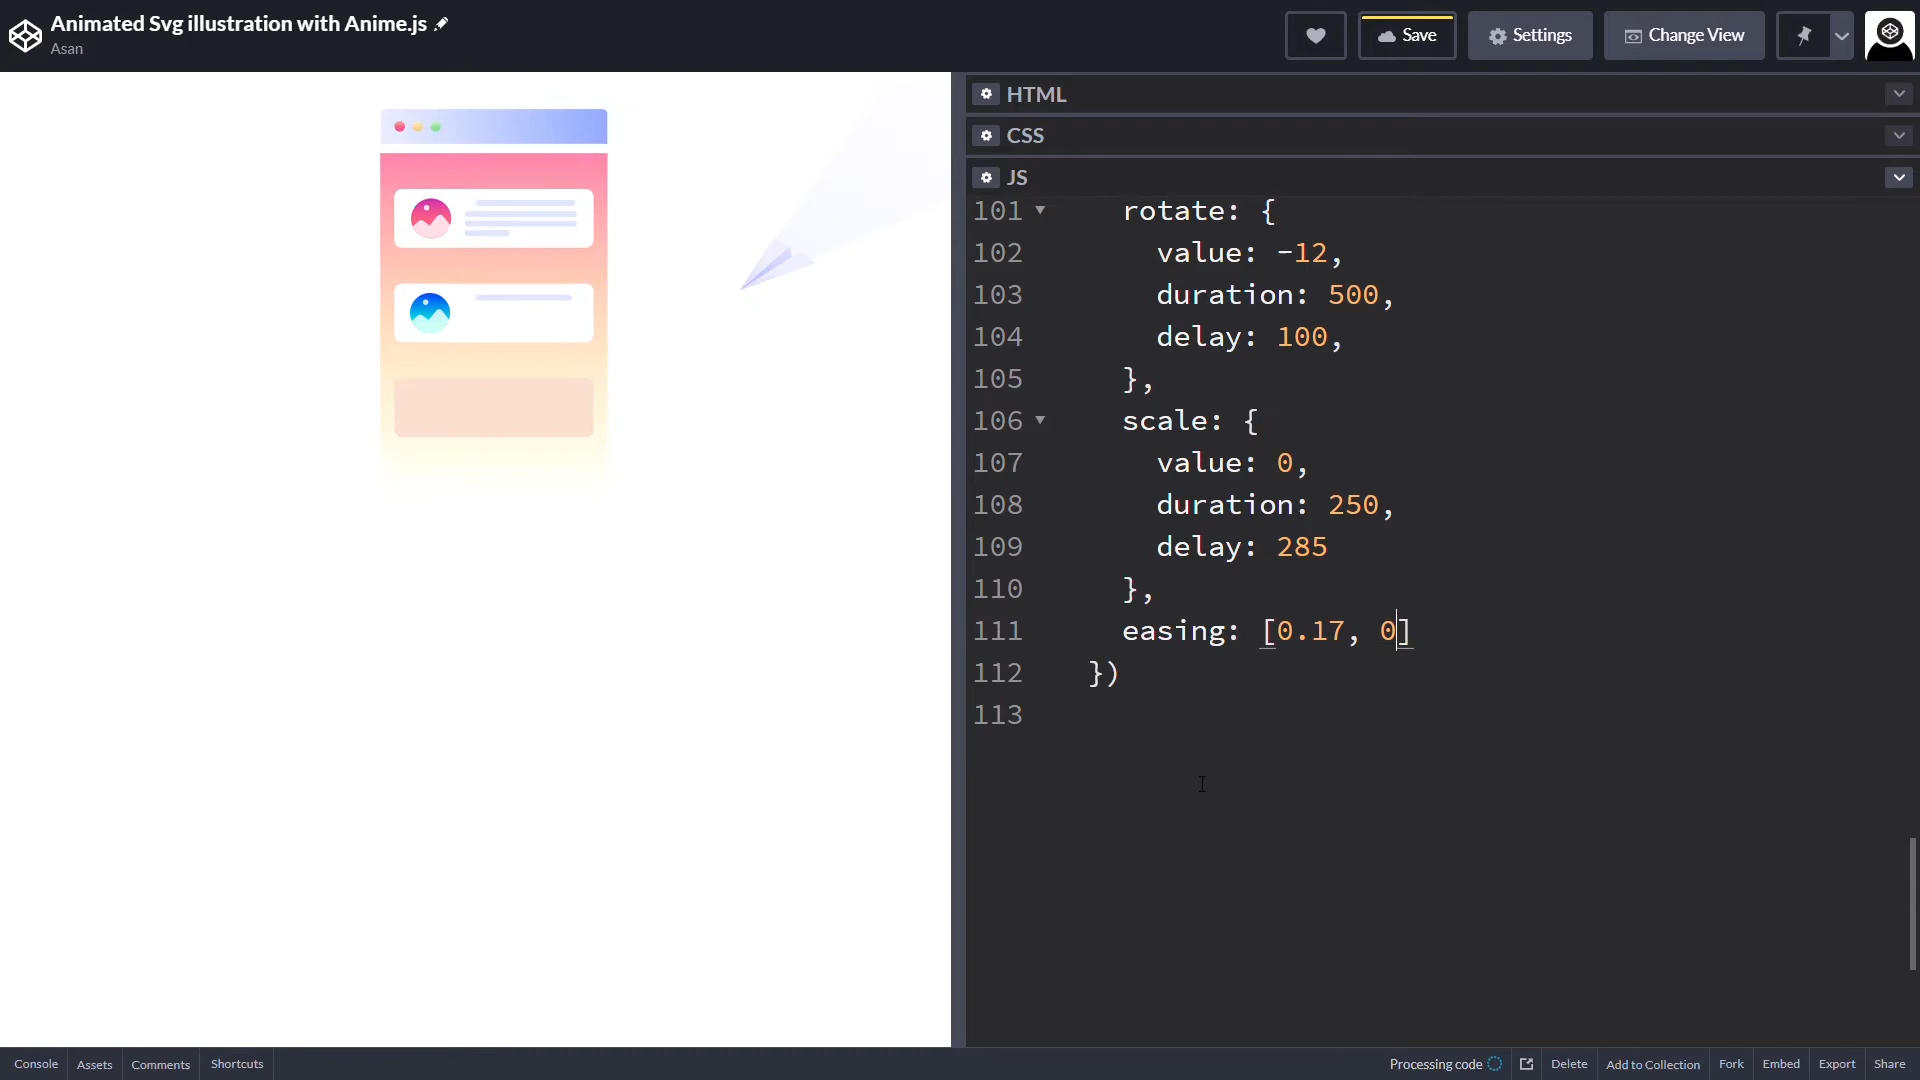 Animated Svg illustration with Anime.js
Asan
Save
Settings
Change View
HTML
CSS
JS
101 rotate: {
102 value: -12,
103 duration: 500,
104 delay: 100,
105 },
106 scale: {
107 value: 0,
108 duration: 250,
109 delay: 285
110 },
111 easing: [0.17, 0]
112 })
113
Console Assets Comments Shortcuts
Processing code Delete Add to Collection Fork Embed Export Share